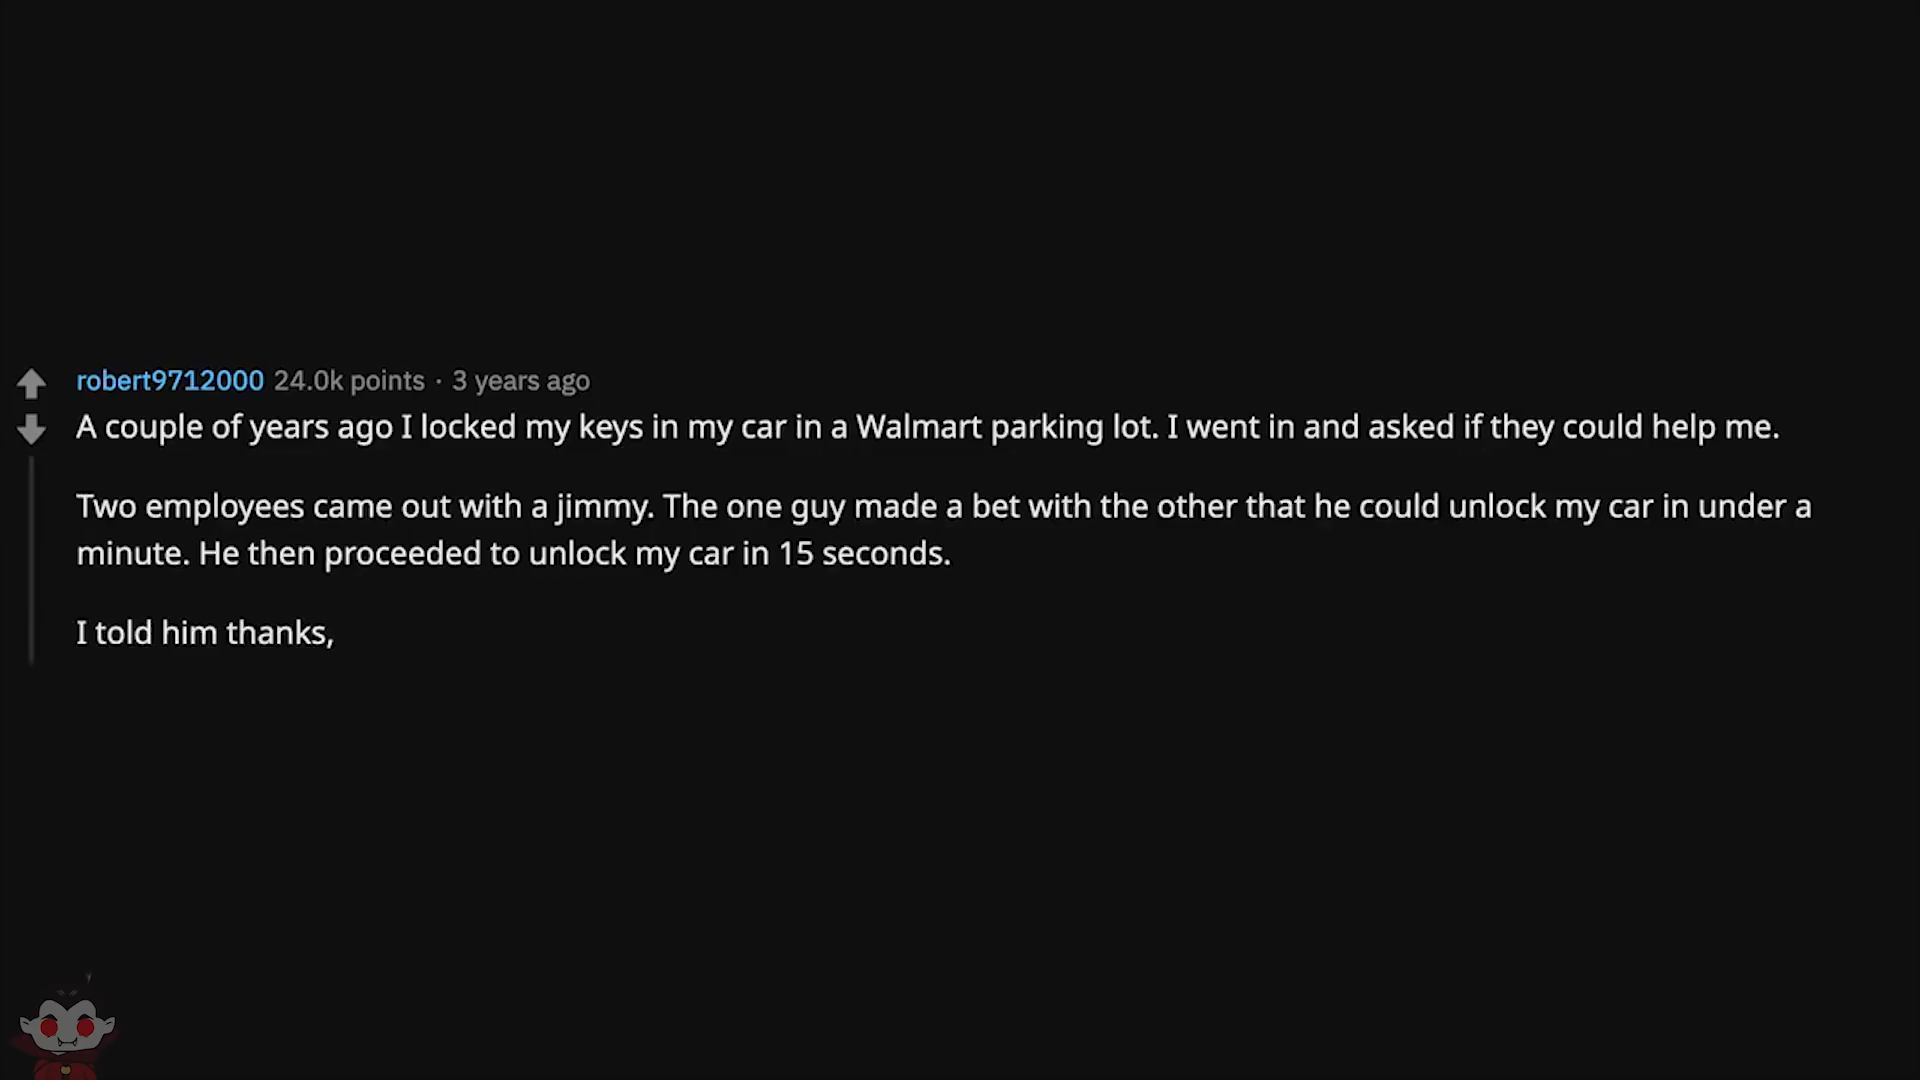 robert9712000 24.0k points · 3 years ago
A couple of years ago I locked my keys in my car in a Walmart parking lot. I went in and asked if they could help me.
Two employees came out with a jimmy. The one guy made a bet with the other that he could unlock my car in under a
minute. He then proceeded to unlock my car in 15 seconds.
I told him thanks,